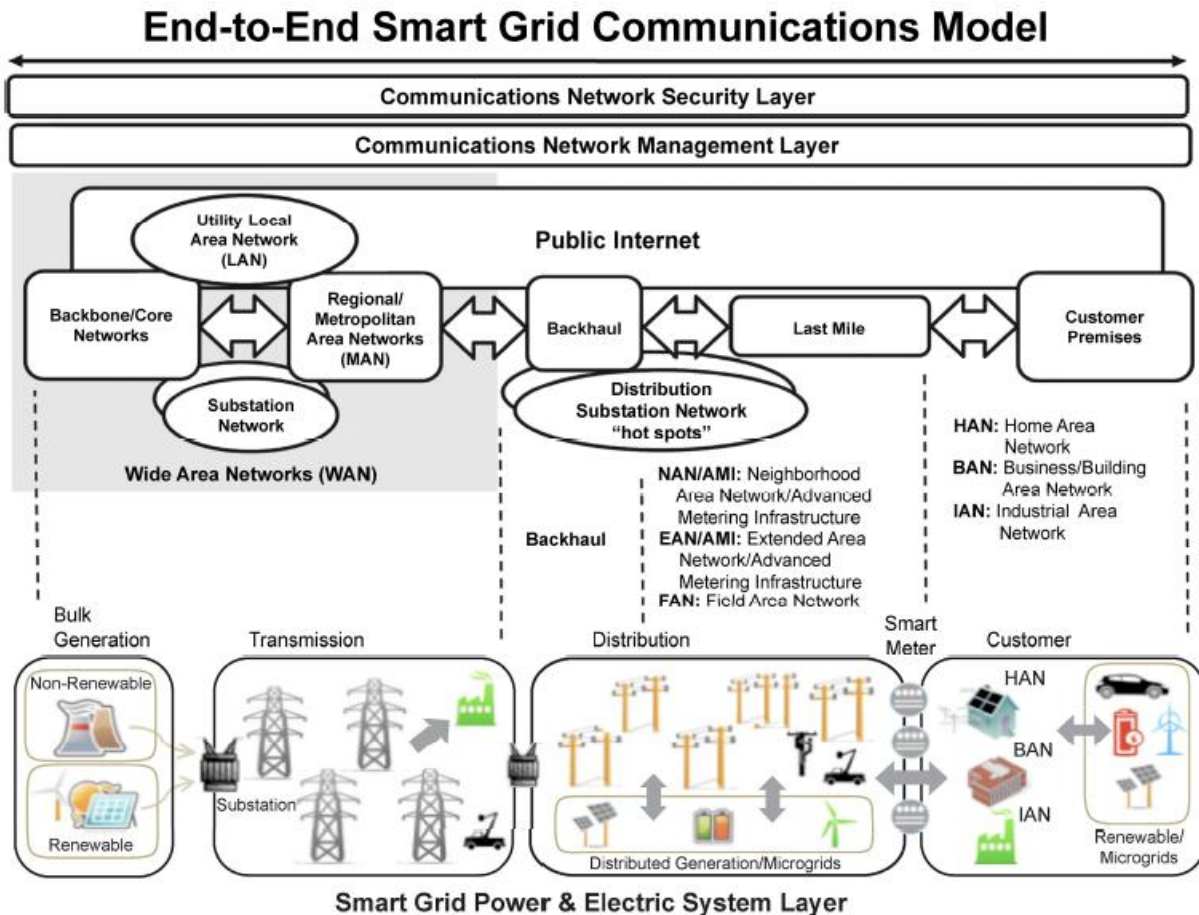 End-to-End Smart Grid Communications Model
Communications Network Security Layer
Communications Network Management Layer
Utility Local
Area Network
(LAN)
Public Internet
Backbone/Core
Networks
Regional/
Metropolitan
Area Networks
(MAN)
Backhaul
Last Mile
Customer
Premises
Substation
Network
Distribution
Substation Network
“hot spots”
Wide Area Networks (WAN)
Backhaul
NAN/AMI: Neighborhood
Area Network/Advanced
Metering Infrastructure
EAN/AMI: Extended Area
Network/Advanced
Metering Infrastructure
FAN: Field Area Network
HAN: Home Area
Network
BAN: Business/Building
Area Network
IAN: Industrial Area
Network
Bulk
Generation
Transmission
Distribution
Smart
Meter
Customer
Non-Renewable
Renewable
Substation
Distributed Generation/Microgrids
HAN
BAN
IAN
Renewable/
Microgrids
Smart Grid Power & Electric System Layer